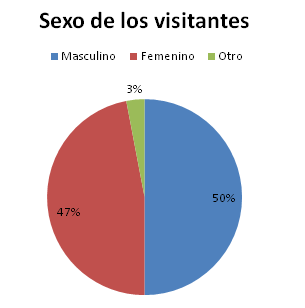 Sexo de los visitantes
Masculino Femenino Otro
3%
50%
47%